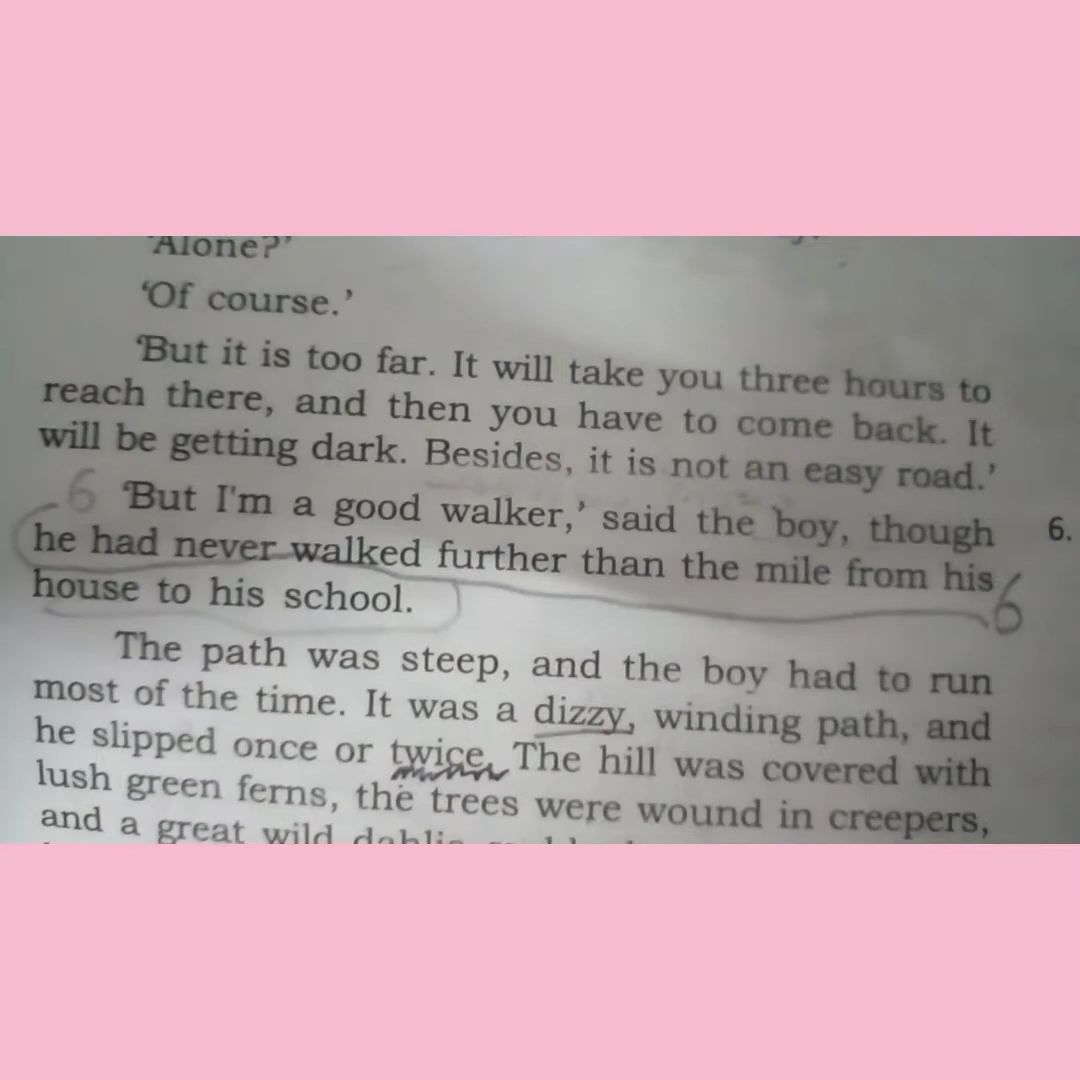 'Alone?'
'Of course.'
'But it is too far. It will take you three hours to
reach there, and then you have to come back. It
will be getting dark. Besides, it is not an easy road.'
6 'But I'm a good walker,' said the boy, though 6.
he had never walked further than the mile from his 6
house to his school.
The path was steep, and the boy had to run
most of the time. It was a dizzy, winding path, and
he slipped once or twice. The hill was covered with
lush green ferns, the trees were wound in creepers,
and a great wild dahlia